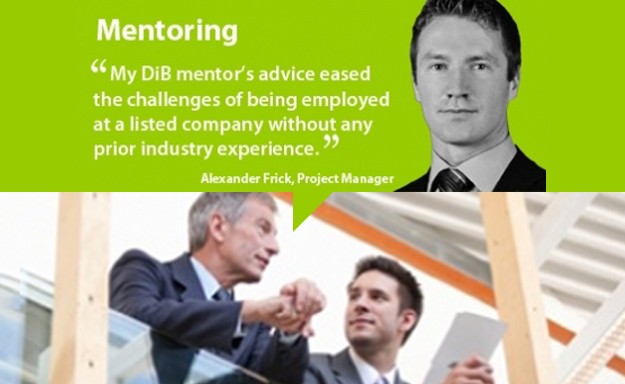 Mentoring
“My DiB mentor’s advice eased
the challenges of being employed
at a listed company without any
prior industry experience.”
Alexander Frick, Project Manager